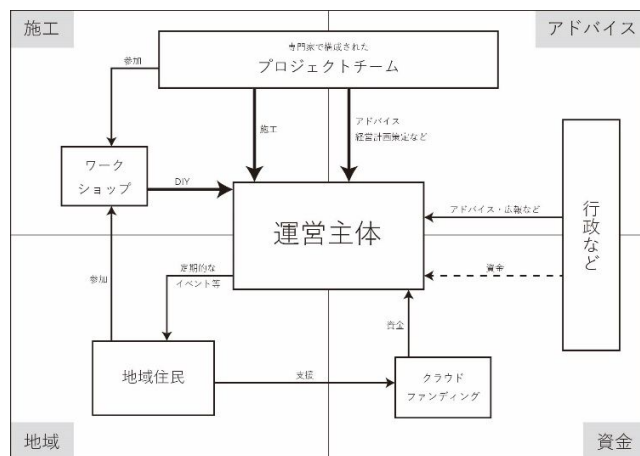 施工
アドバイス
専門家で構成された
プロジェクトチーム
参加
施工
アドバイス
経営計画策定など
ワーク
ショップ
DIY
運営主体
アドバイス・広報など
行政など
資金
定期的な
イベント等
参加
資金
地域住民
支援
クラウド
ファンディング
地域
資金